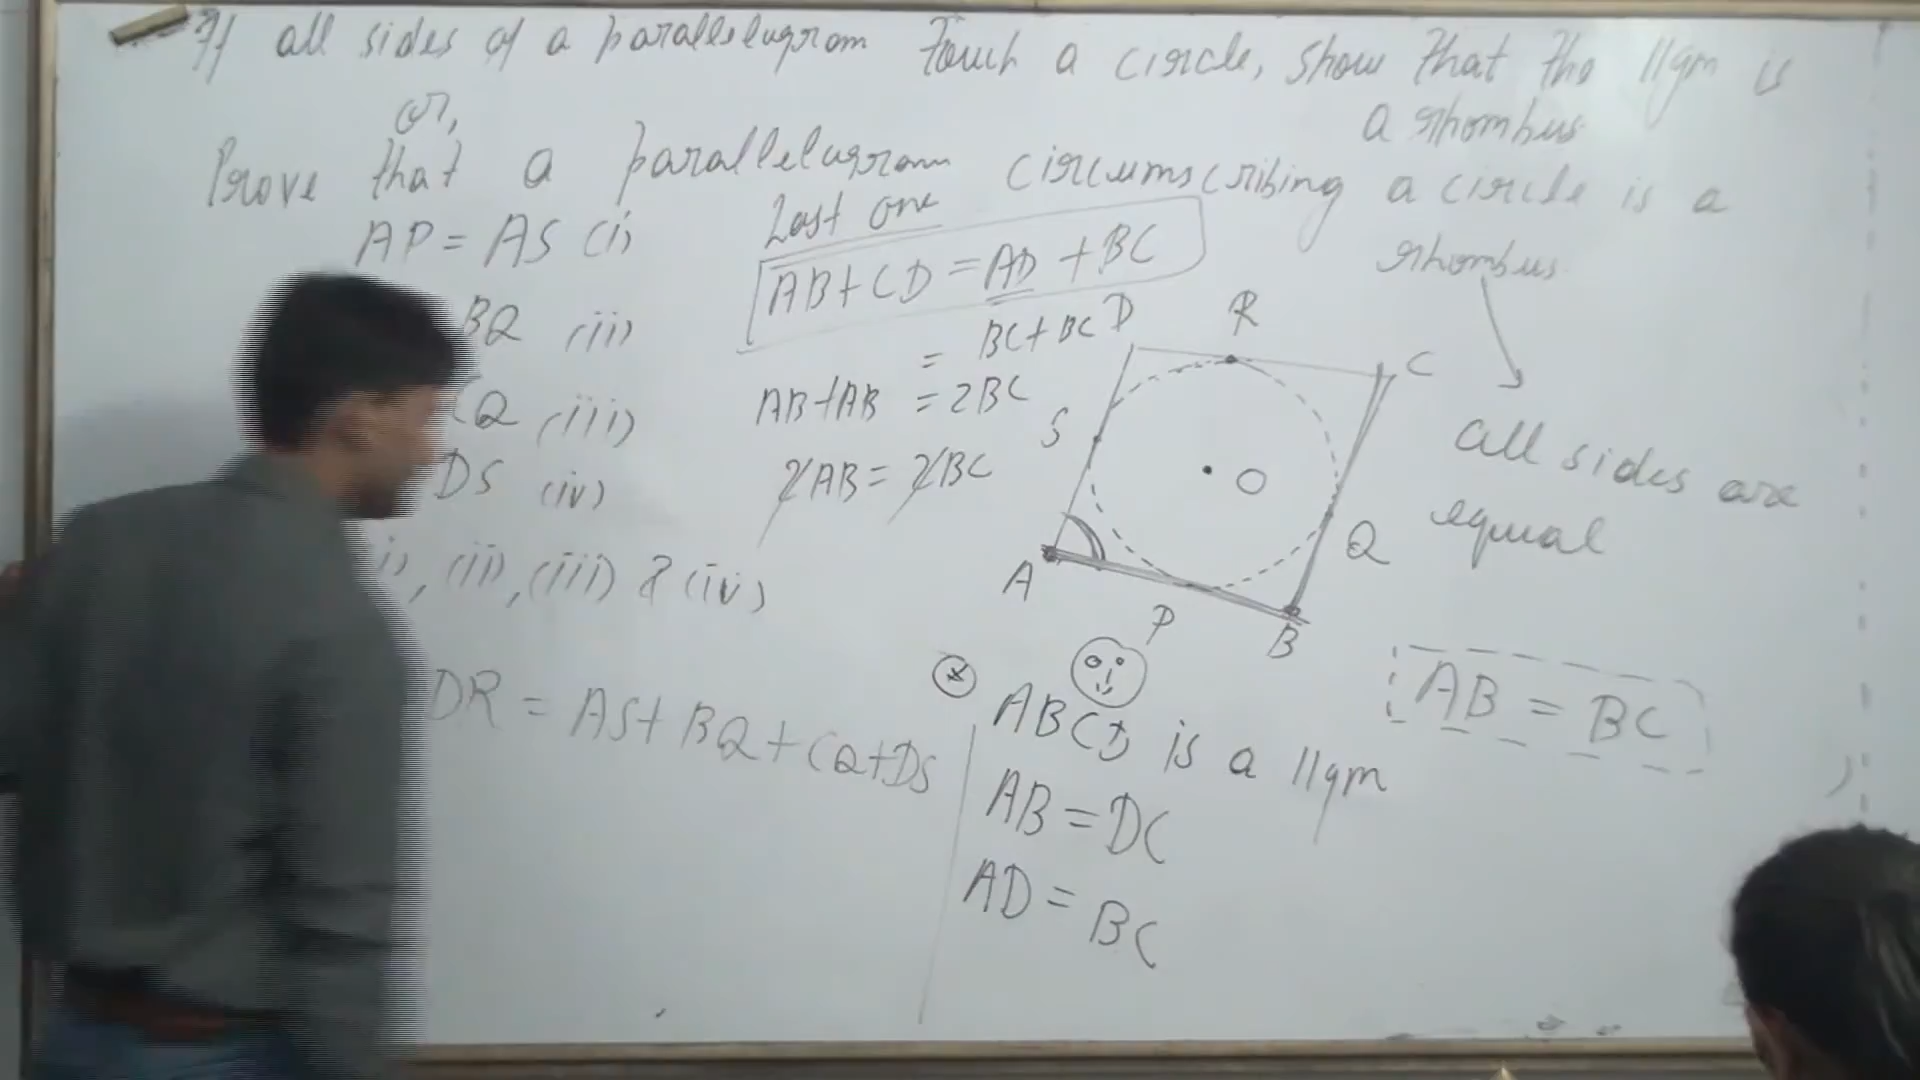 If all sides of a parallelogram touch a circle, show that the ||gm is
a rhombus
or,
Prove that a parallelogram circumscribing a circle is a
rhombus
AP = AS (i)
BQ (ii)
CQ (iii)
DS (iv)
i), (ii), (iii) & (iv)
DR = AS + BQ + CQ + DS
Last one
AB + CD = AD + BC
= BC + BC
AB + AB = 2BC
2AB = 2BC
D R C
S O
A P B Q
all sides are
equal
AB = BC
ABCD is a ||gm
AB = DC
AD = BC